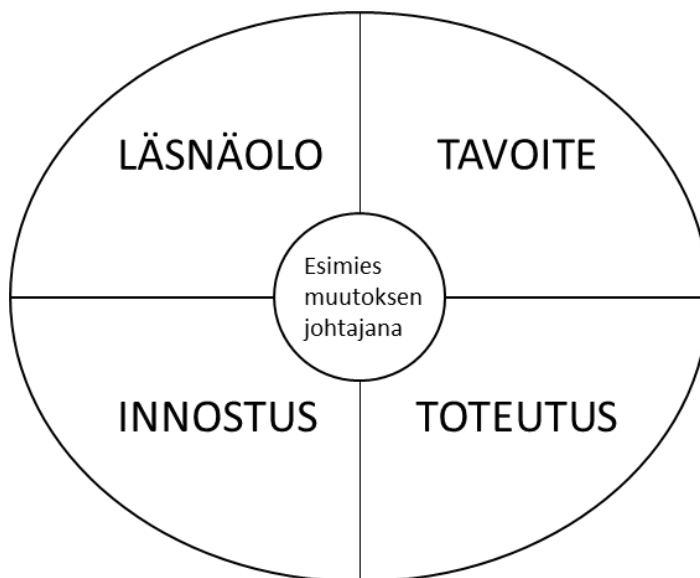 LÄSNÄOLO
TAVOITE
Esimies
muutoksen
johtajana
INNOSTUS
TOTEUTUS